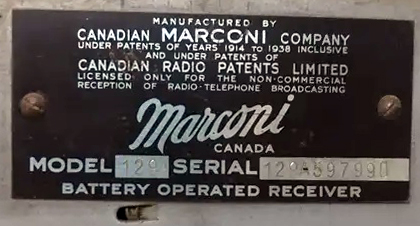 MANUFACTURED BY
CANADIAN MARCONI COMPANY
UNDER PATENTS OF YEARS 1914 TO 1938 INCLUSIVE
AND UNDER PATENTS OF
CANADIAN RADIO PATENTS LIMITED
LICENSED ONLY FOR THE NON-COMMERCIAL
RECEPTION OF RADIO-TELEPHONE BROADCASTING
Marconi
CANADA
MODEL 129 SERIAL 129A597990
BATTERY OPERATED RECEIVER